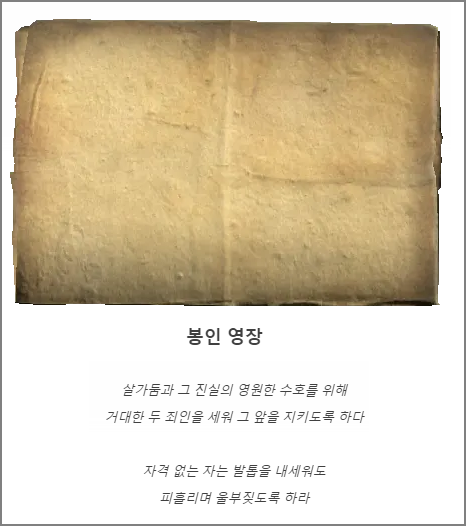 봉인 영장
살가둠과 그 진실의 영원한 수호를 위해
거대한 두 죄인을 세워 그 앞을 지키도록 하다
자격 없는 자는 발톱을 내세워도
피흘리며 울부짖도록 하라